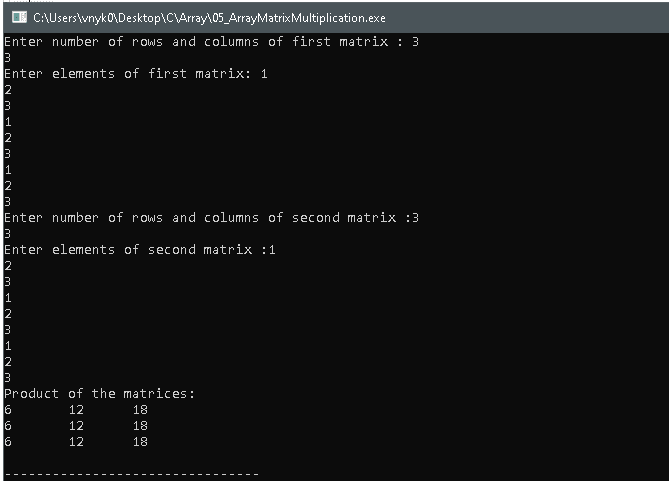 C:\Users\vnyk0\Desktop\C\Array\05_ArrayMatrixMultiplication.exe
Enter number of rows and columns of first matrix : 3
3
Enter elements of first matrix: 1
2
3
1
2
3
1
2
3
Enter number of rows and columns of second matrix :3
3
Enter elements of second matrix :1
2
3
1
2
3
1
2
3
Product of the matrices:
6 12 18
6 12 18
6 12 18
--------------------------------